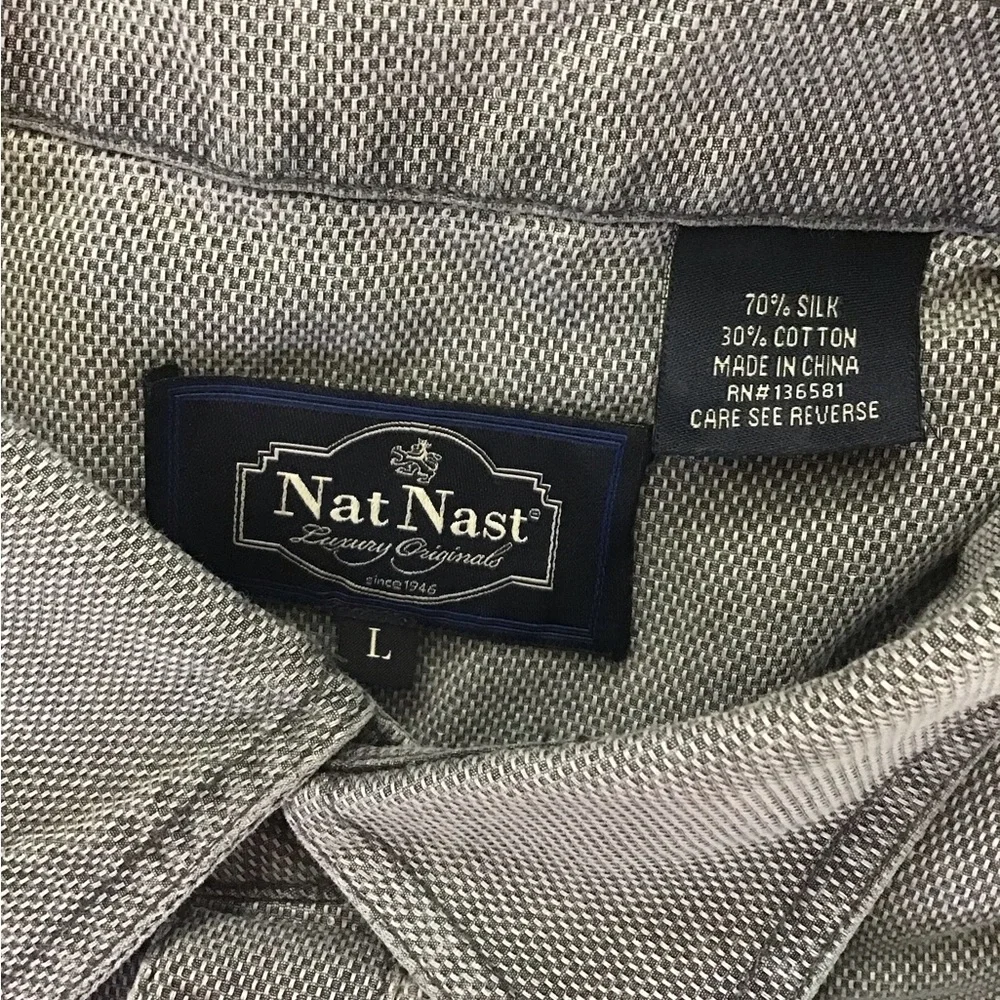 70% SILK
30% COTTON
MADE IN CHINA
RN#136581
CARE SEE REVERSE
Nat Nast®
Luxury Originals
since 1946
L